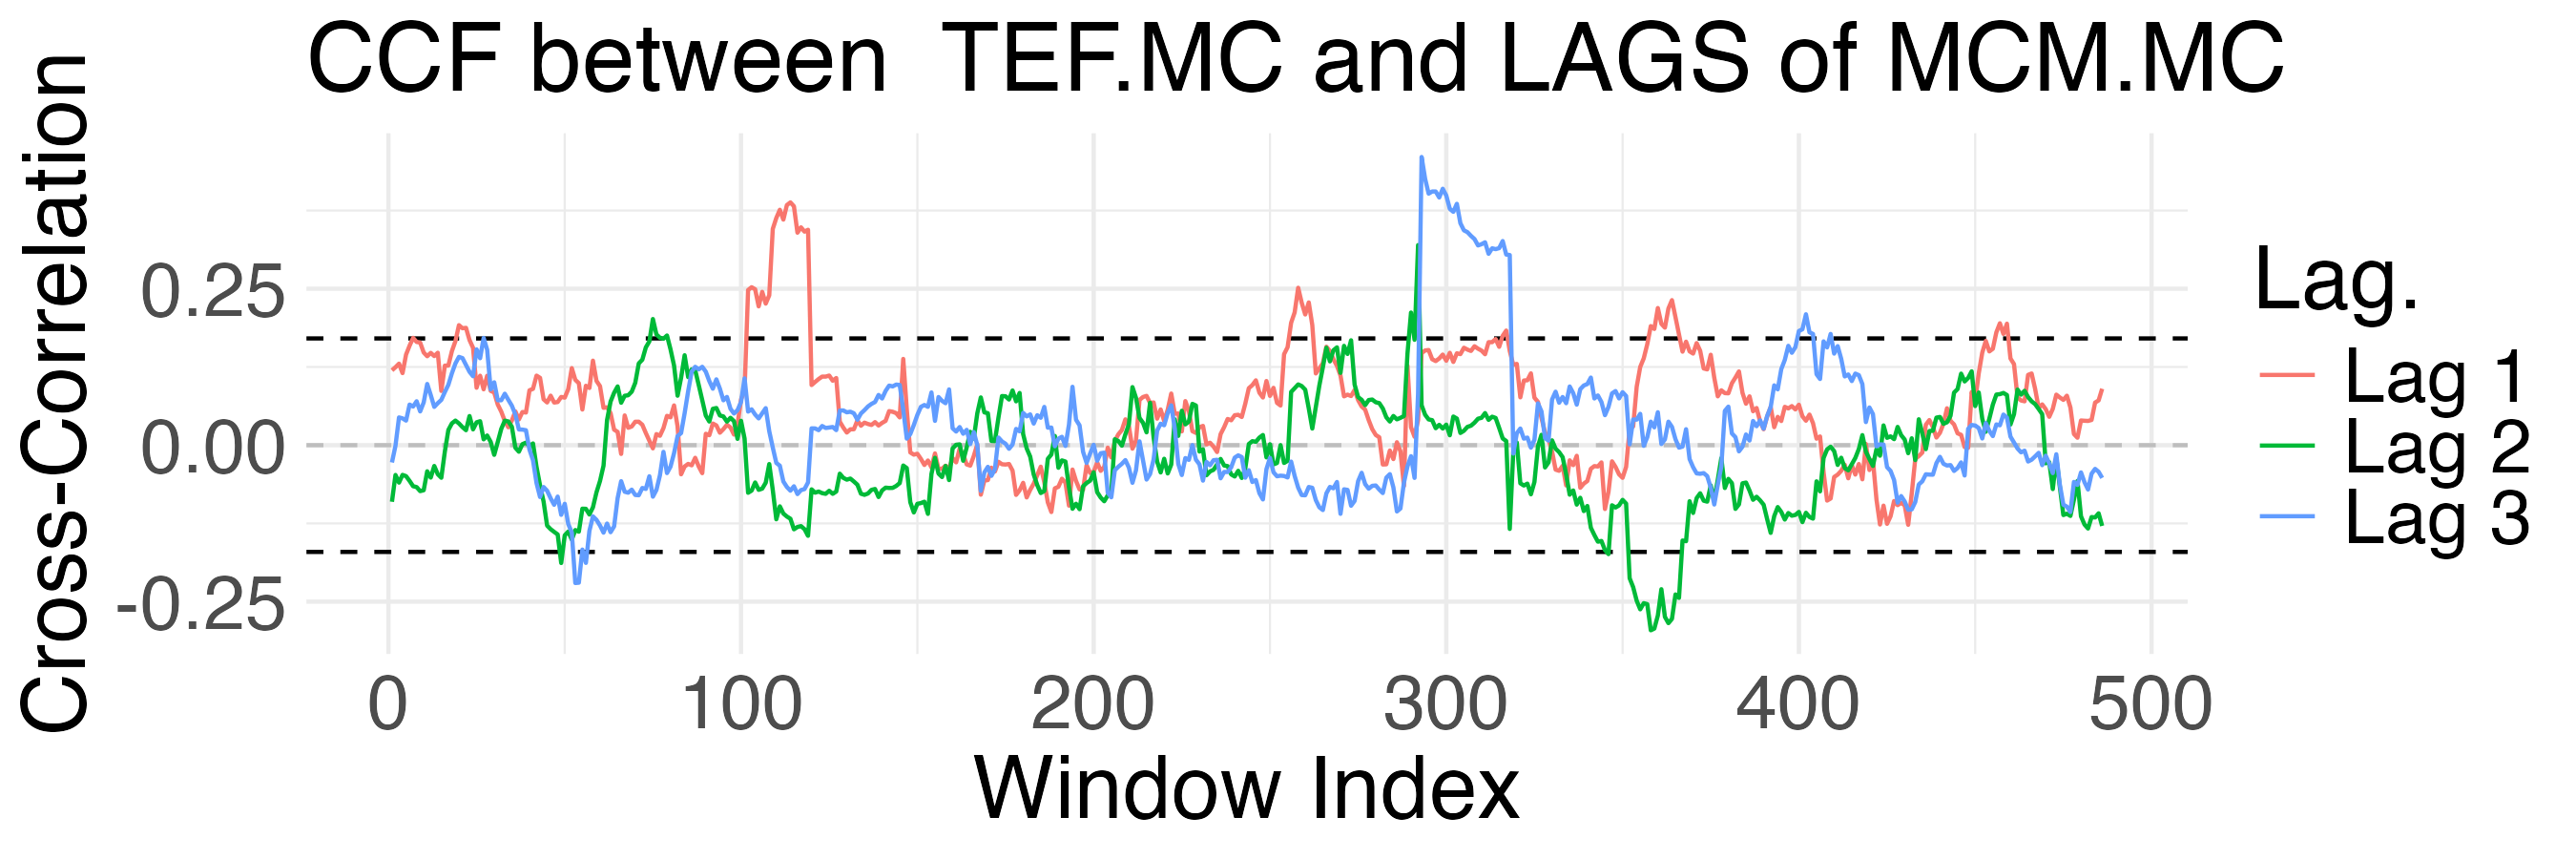 CCF between  TEF.MC and LAGS of MCM.MC
Cross-Correlation
0.25
0.00
-0.25
0 100 200 300 400 500
Window Index
Lag.
Lag 1
Lag 2
Lag 3